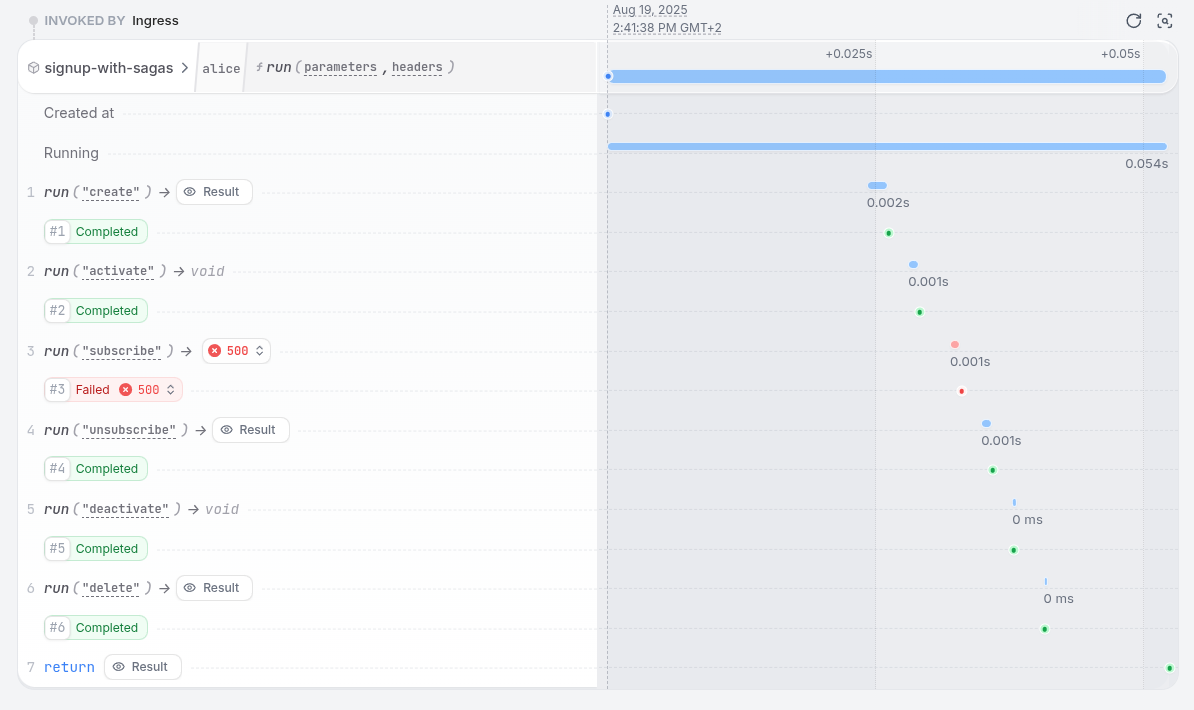 INVOKED BY Ingress
Aug 19, 2025
2:41:38 PM GMT+2
signup-with-sagas > alice f run ( parameters , headers )
+0.025s +0.05s
Created at
Running
0.054s
1 run ( "create" ) → Result
0.002s
#1 Completed
2 run ( "activate" ) → void
0.001s
#2 Completed
3 run ( "subscribe" ) → 500
0.001s
#3 Failed 500
4 run ( "unsubscribe" ) → Result
0.001s
#4 Completed
5 run ( "deactivate" ) → void
0 ms
#5 Completed
6 run ( "delete" ) → Result
0 ms
#6 Completed
7 return Result